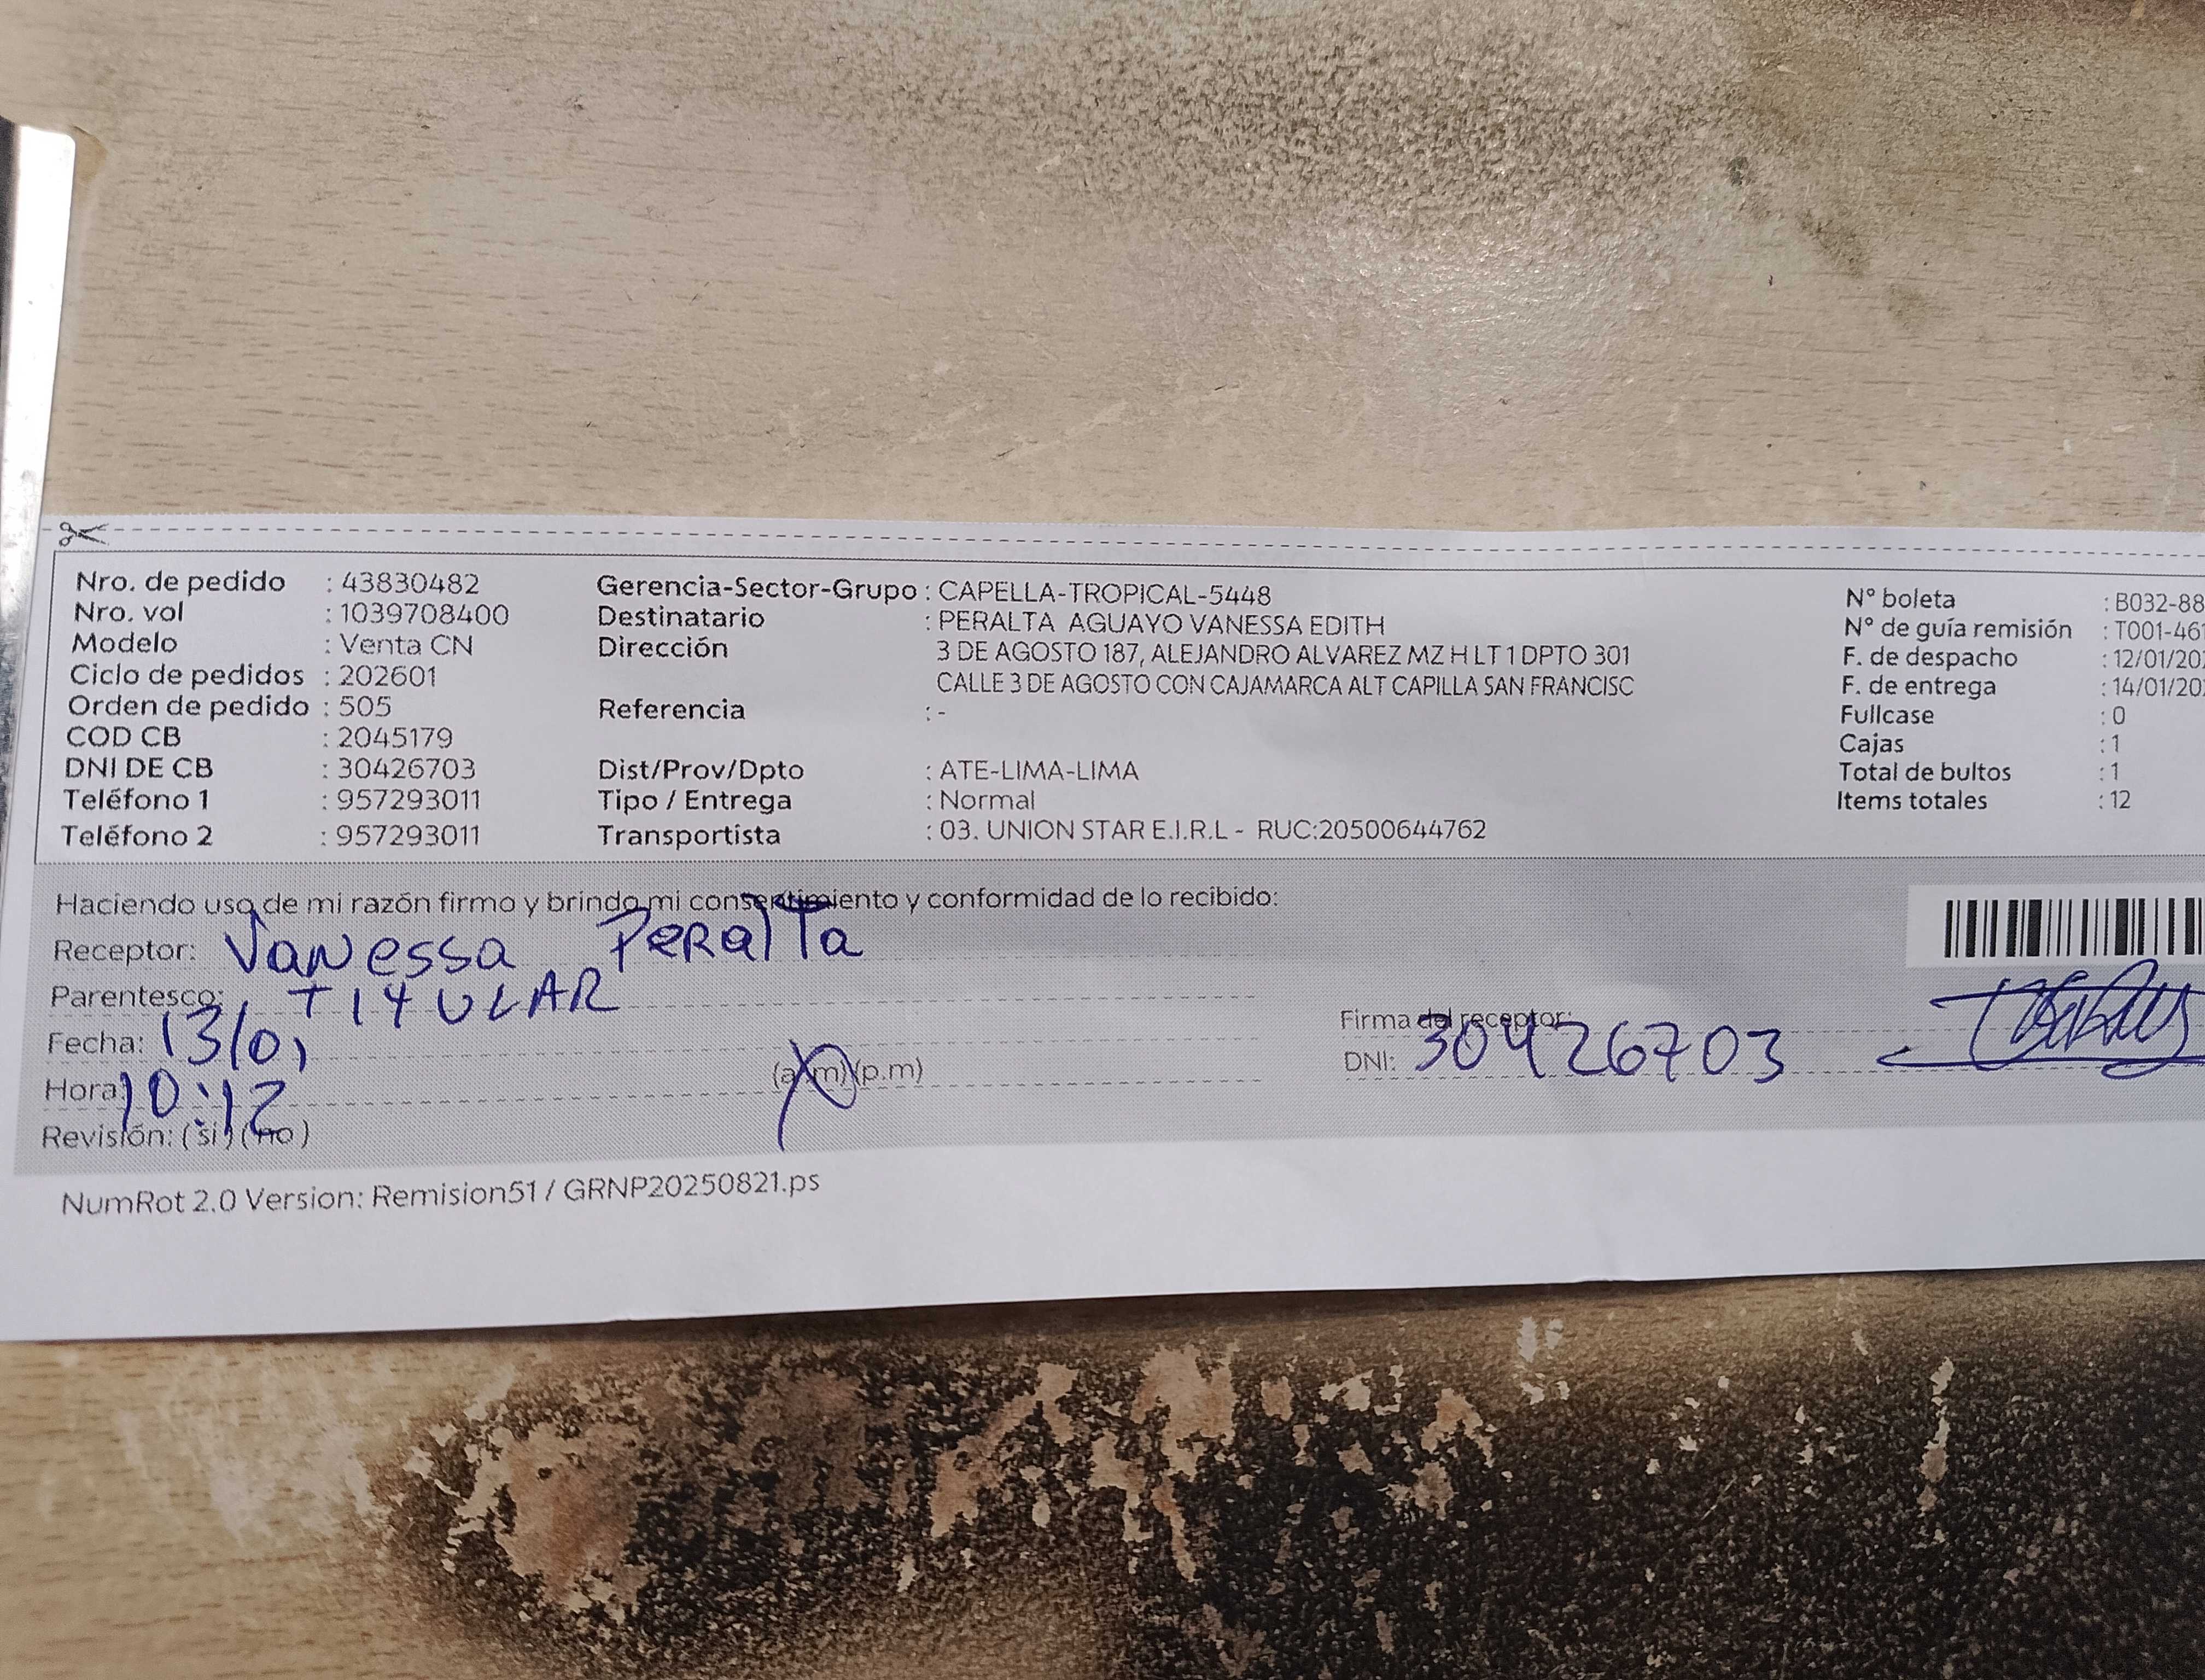 Nro. de pedido : 43830482
Nro. vol : 1039708400
Modelo : Venta CN
Ciclo de pedidos : 202601
Orden de pedido : 505
COD CB : 2045179
DNI DE CB : 30426703
Teléfono 1 : 957293011
Teléfono 2 : 957293011
Gerencia-Sector-Grupo : CAPELLA-TROPICAL-5448
Destinatario : PERALTA AGUAYO VANESSA EDITH
Dirección 3 DE AGOSTO 187, ALEJANDRO ALVAREZ MZ H LT 1 DPTO 301
CALLE 3 DE AGOSTO CON CAJAMARCA ALT CAPILLA SAN FRANCISC
Referencia : -
Dist/Prov/Dpto : ATE-LIMA-LIMA
Tipo / Entrega : Normal
Transportista : 03. UNION STAR E.I.R.L - RUC:20500644762
N° boleta : B032-88
N° de guía remisión : T001-461
F. de despacho : 12/01/202
F. de entrega : 14/01/202
Fullcase : 0
Cajas : 1
Total de bultos : 1
Items totales : 12
Haciendo uso de mi razón firmo y brindo mi consentimiento y conformidad de lo recibido:
Receptor: Vanessa Peralta
Parentesco: TITULAR
Fecha: 13/01
Hora: 10:12 (a.m)(p.m)
Revisión: (si) (no)
Firma del receptor:
DNI: 30426703
NumRot 2.0 Version: Remision51 / GRNP20250821.ps